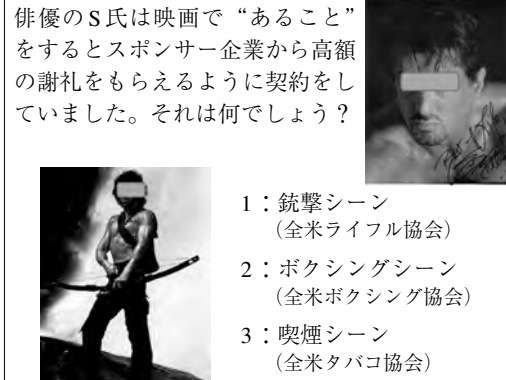 俳優のS氏は映画で“あること”
をするとスポンサー企業から高額
の謝礼をもらえるように契約をし
ていました。それは何でしょう?
1:銃撃シーン
(全米ライフル協会)
2:ボクシングシーン
(全米ボクシング協会)
3:喫煙シーン
(全米タバコ協会)